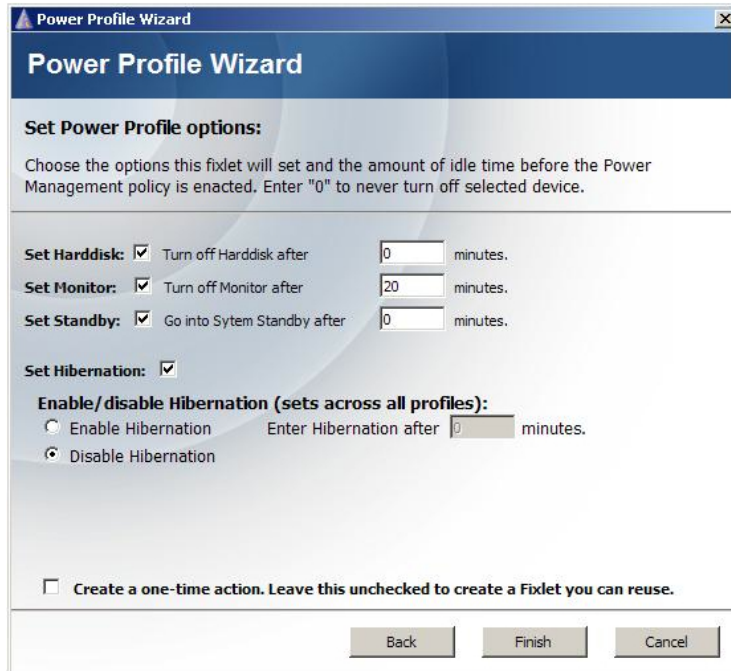 Power Profile Wizard
Power Profile Wizard
Set Power Profile options:
Choose the options this fixlet will set and the amount of idle time before the Power
Management policy is enacted. Enter "0" to never turn off selected device.
Set Harddisk: Turn off Harddisk after 0 minutes.
Set Monitor: Turn off Monitor after 20 minutes.
Set Standby: Go into Sytem Standby after 0 minutes.
Set Hibernation:
Enable/disable Hibernation (sets across all profiles):
Enable Hibernation Enter Hibernation after 0 minutes.
Disable Hibernation
Create a one-time action. Leave this unchecked to create a Fixlet you can reuse.
Back Finish Cancel